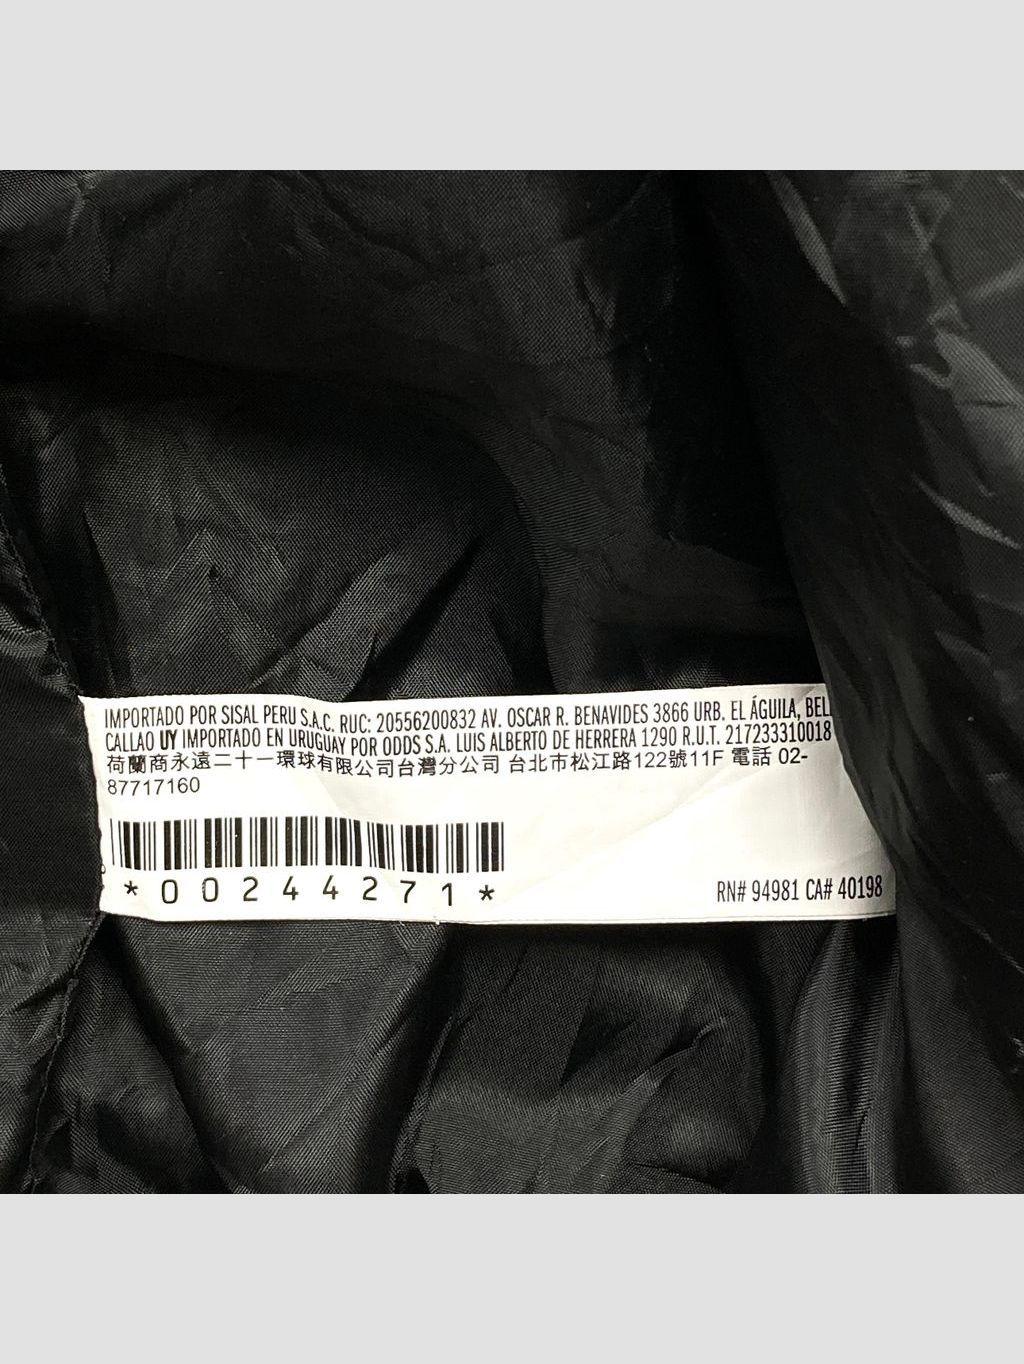 IMPORTADO POR SISAL PERU S.A.C. RUC: 20556200832 AV. OSCAR R. BENAVIDES 3866 URB. EL ÁGUILA,
CALLAO UY IMPORTADO EN URUGUAY POR ODDS S.A. LUIS ALBERTO DE HERRERA 1290 R.U.T. 217233310018
荷蘭商永遠二十一環球有限公司台灣分公司 台北市松江路122號11F 電話 02-
87717160
*00244271*
RN# 94981 CA# 40198